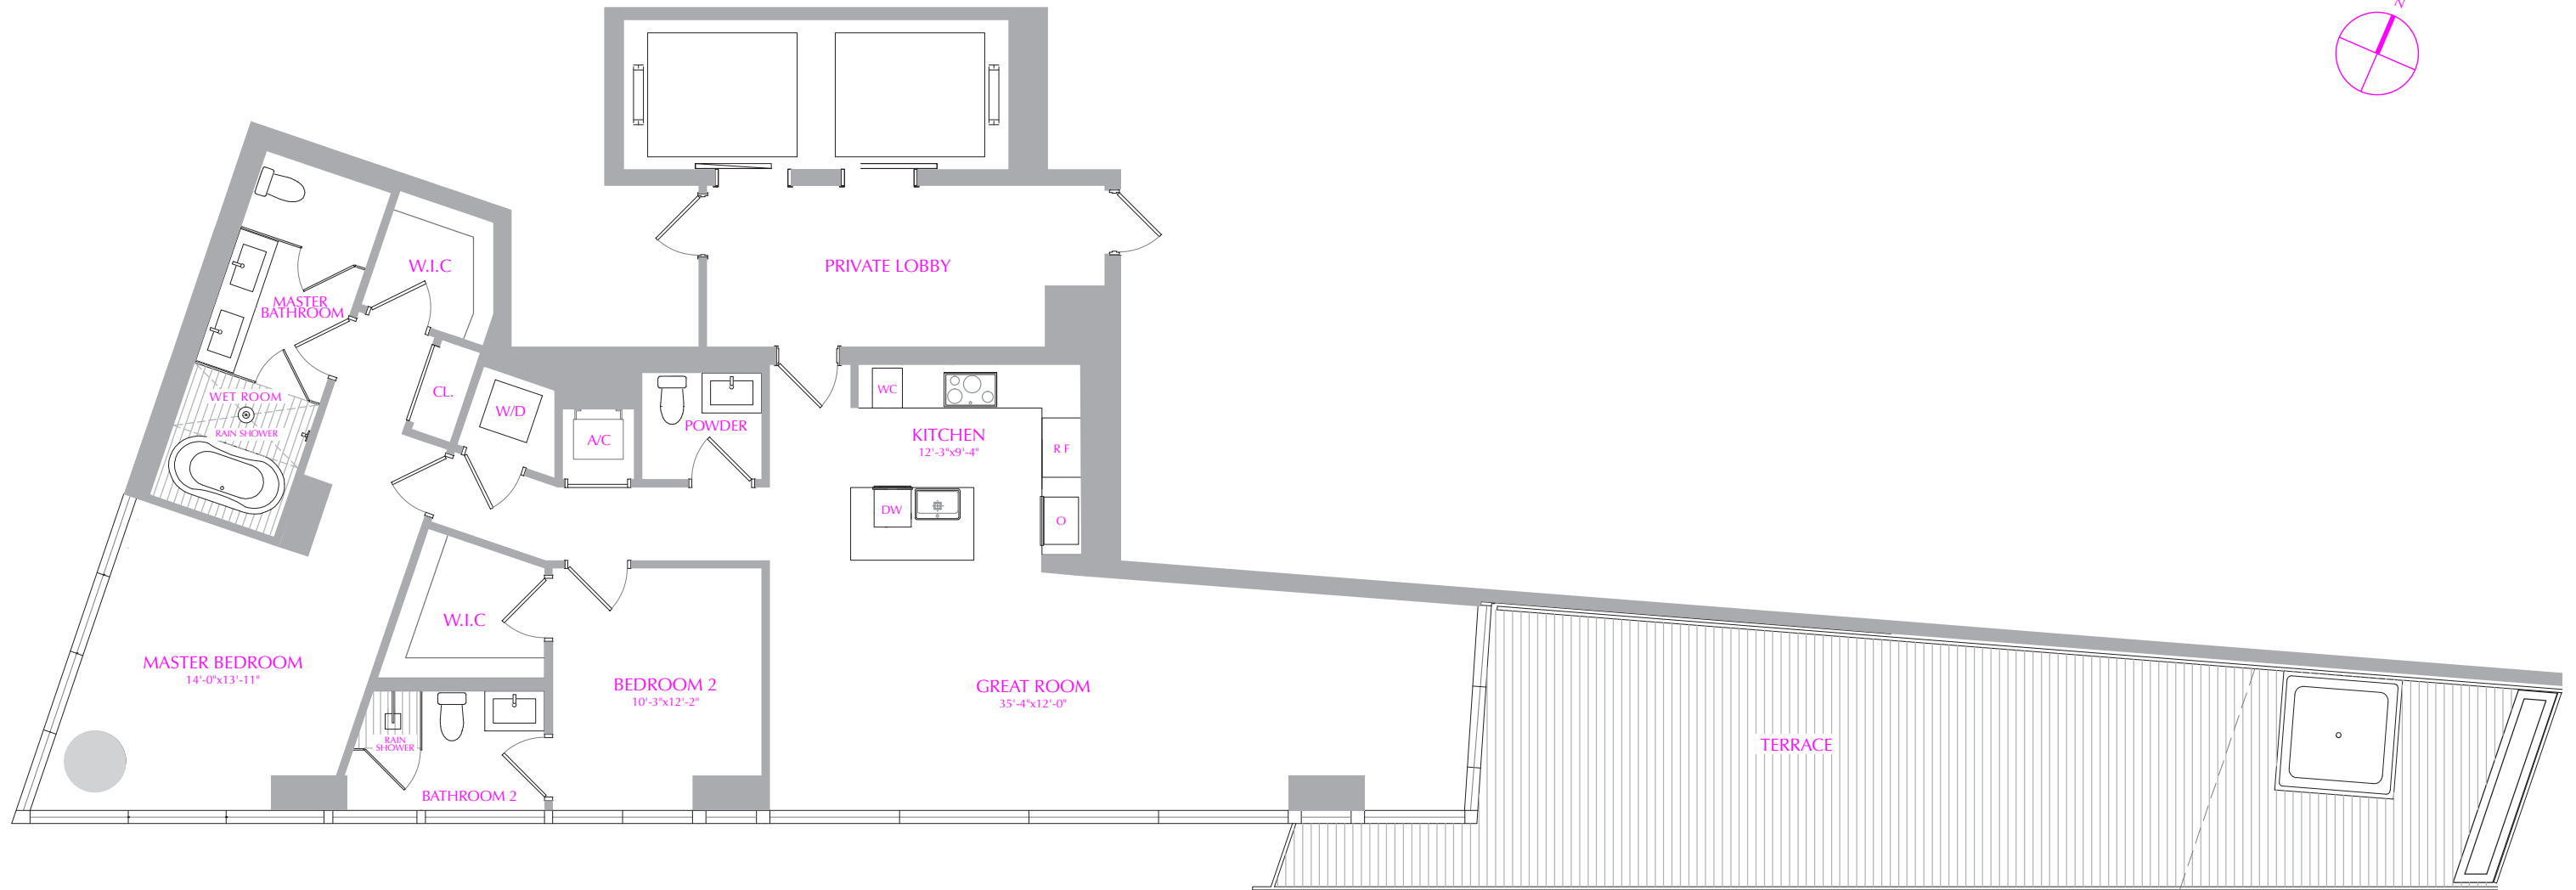 N
W.I.C
PRIVATE LOBBY
MASTER
BATHROOM
WET ROOM
RAIN SHOWER
CL.
W/D
A/C
POWDER
WC
KITCHEN
12'-3"x9'-4"
R F
DW
O
W.I.C
MASTER BEDROOM
14'-0"x13'-11"
BEDROOM 2
10'-3"x12'-2"
GREAT ROOM
35'-4"x12'-0"
RAIN
SHOWER
BATHROOM 2
TERRACE